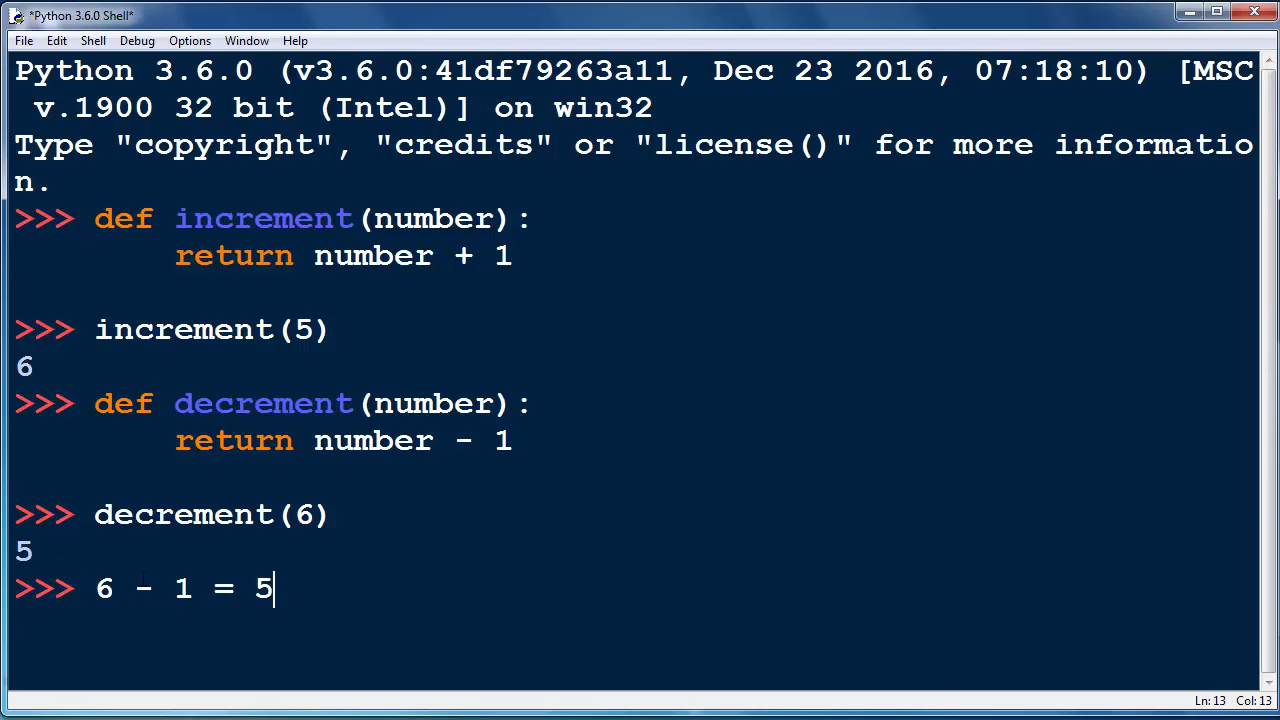 *Python 3.6.0 Shell*
File Edit Shell Debug Options Window Help
Python 3.6.0 (v3.6.0:41df79263a11, Dec 23 2016, 07:18:10) [MSC
 v.1900 32 bit (Intel)] on win32
Type "copyright", "credits" or "license()" for more informatio
n.
>>> def increment(number):
        return number + 1
>>> increment(5)
6
>>> def decrement(number):
        return number - 1
>>> decrement(6)
5
>>> 6 - 1 = 5
Ln: 13 Col: 13